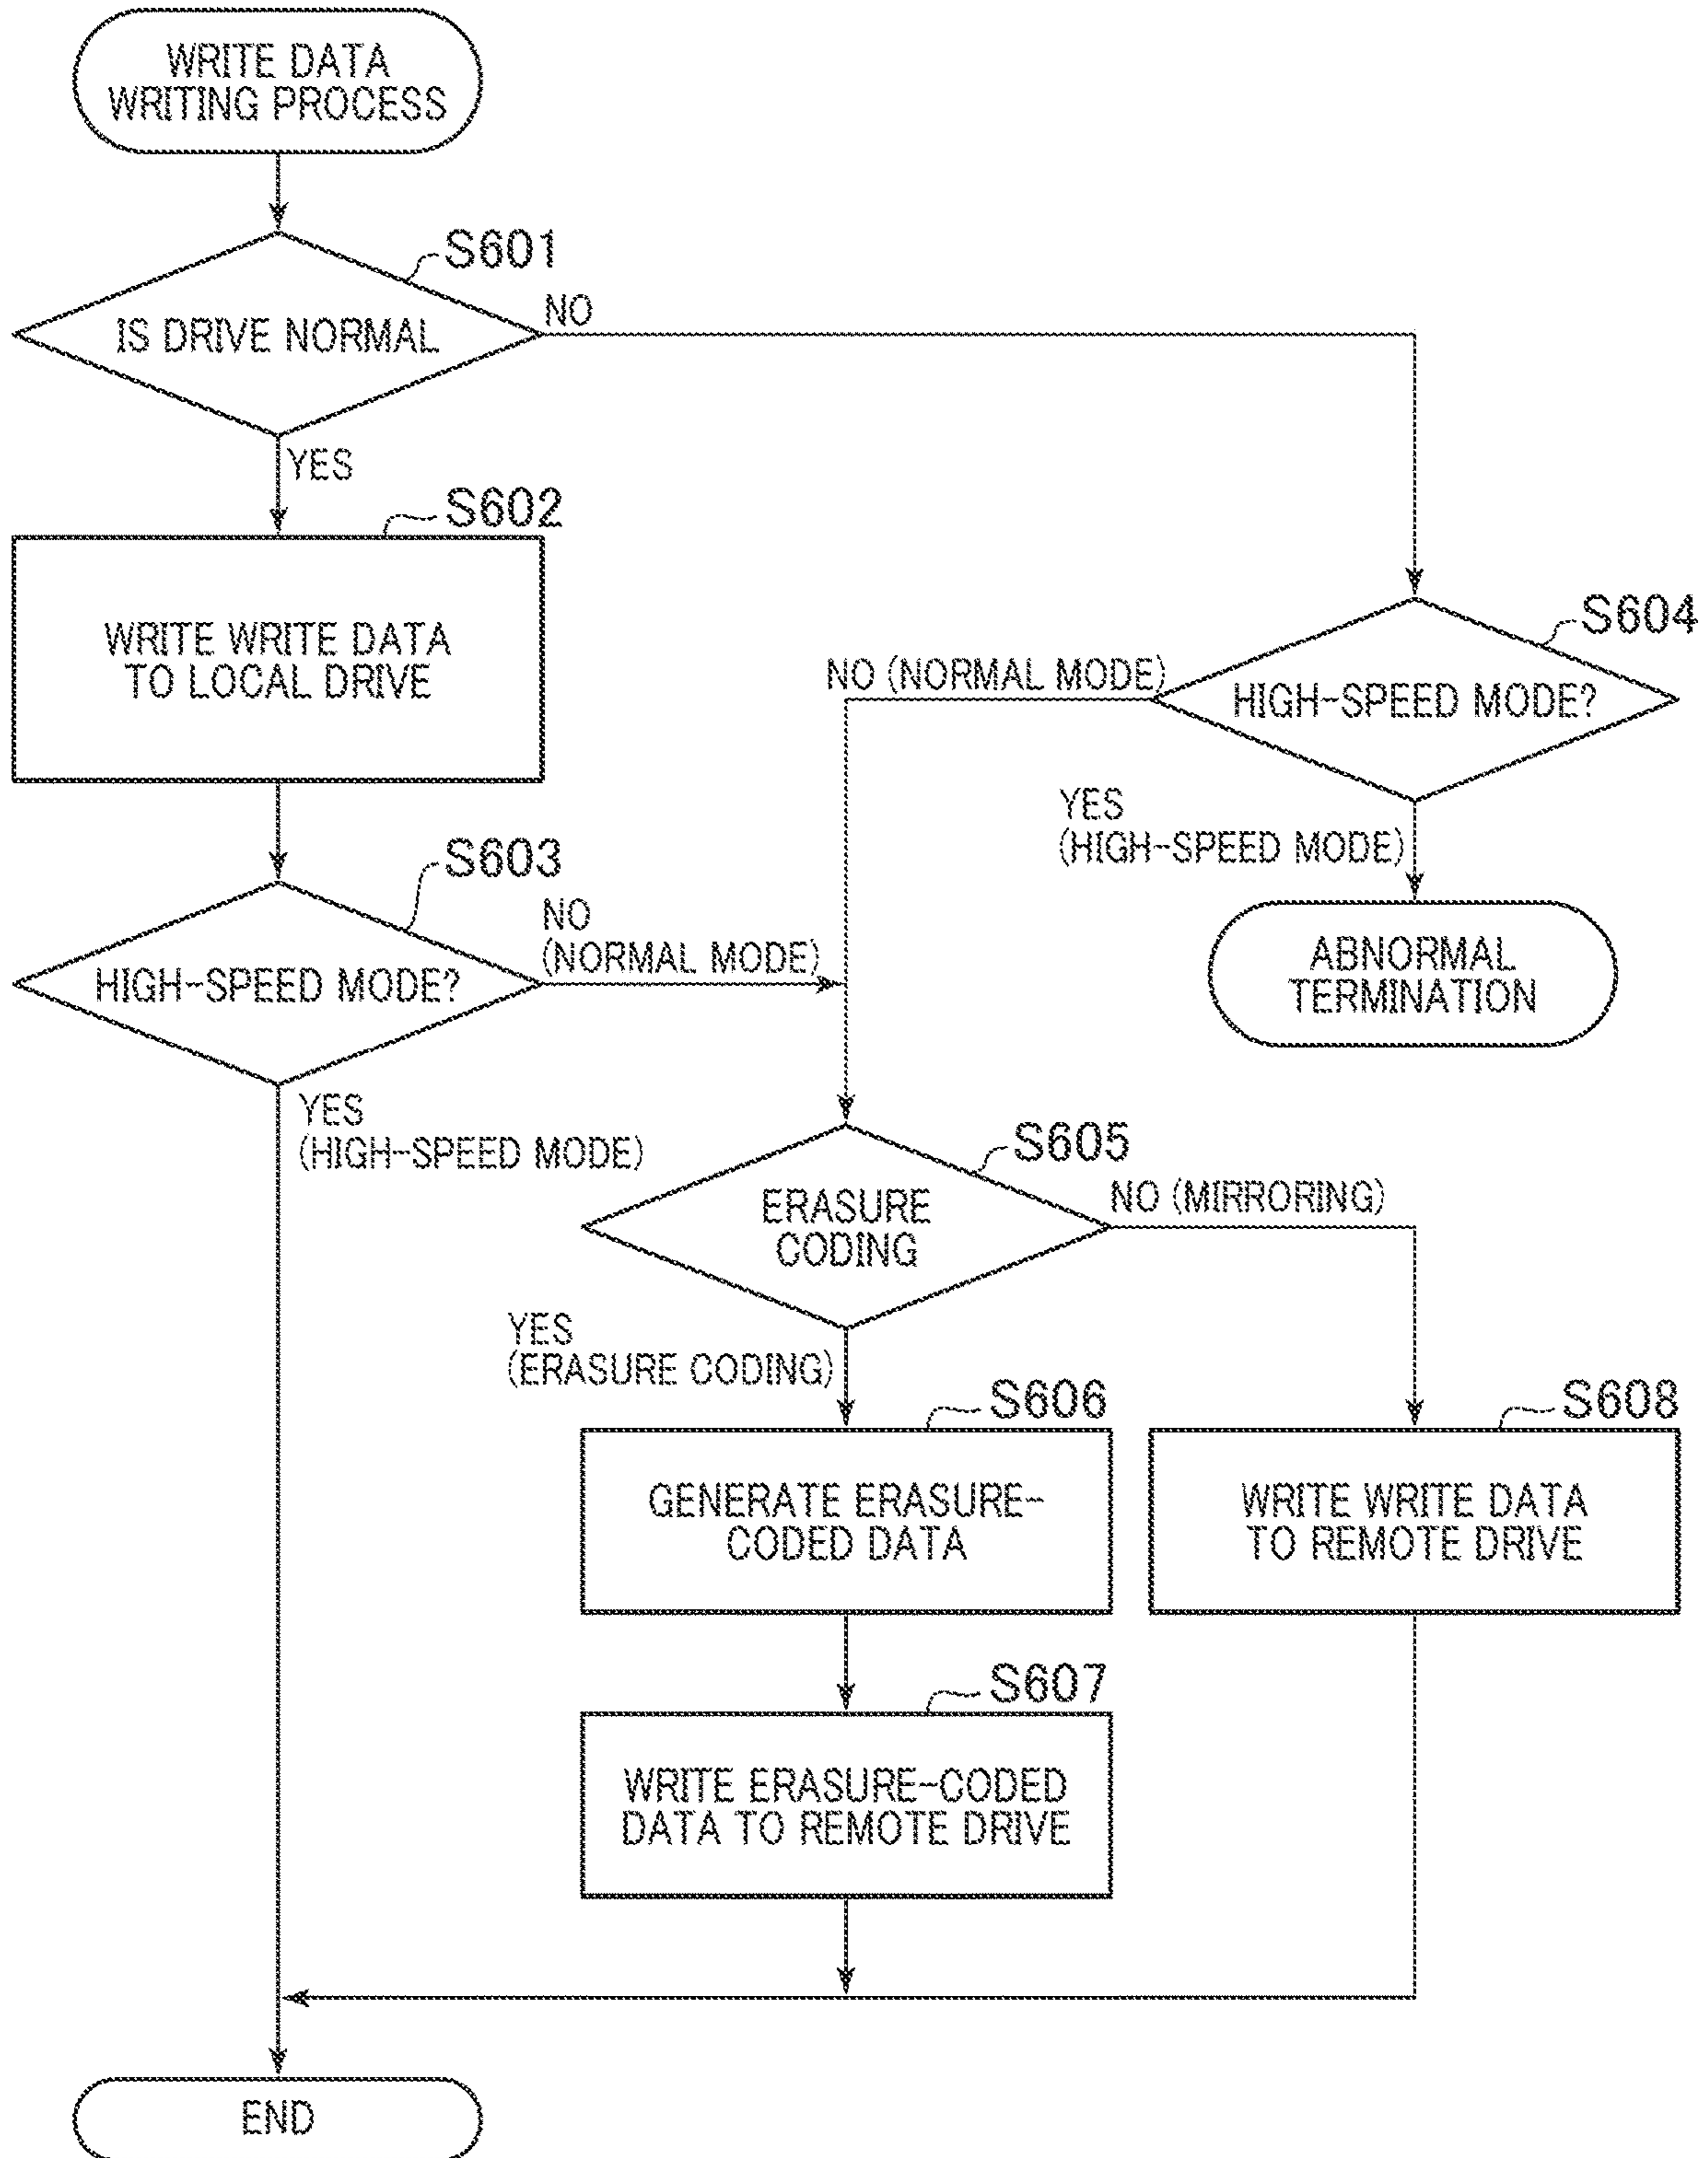 WRITE DATA
WRITING PROCESS
S601
IS DRIVE NORMAL
NO
YES
S602
WRITE WRITE DATA
TO LOCAL DRIVE
S604
NO (NORMAL MODE)
HIGH-SPEED MODE?
YES
(HIGH-SPEED MODE)
S603
NO
(NORMAL MODE)
HIGH-SPEED MODE?
ABNORMAL
TERMINATION
YES
(HIGH-SPEED MODE)
S605
ERASURE
CODING
NO (MIRRORING)
YES
(ERASURE CODING)
S606
GENERATE ERASURE-
CODED DATA
S608
WRITE WRITE DATA
TO REMOTE DRIVE
S607
WRITE ERASURE-CODED
DATA TO REMOTE DRIVE
END